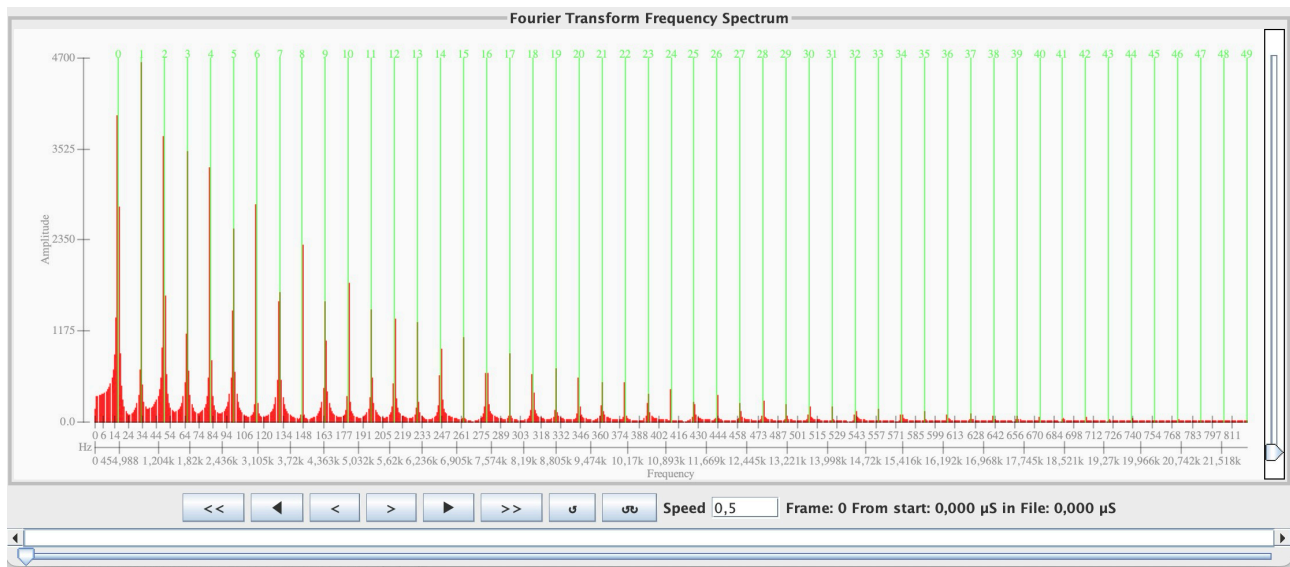 Fourier Transform Frequency Spectrum
0 1 2 3 4 5 6 7 8 9 10 11 12 13 14 15 16 17 18 19 20 21 22 23 24 25 26 27 28 29 30 31 32 33 34 35 36 37 38 39 40 41 42 43 44 45 46 47 48 49
4700
3525
2350
1175
0.0
Amplitude
0 6 14 24 34 44 54 64 74 84 94 106 120 134 148 163 177 191 205 219 233 247 261 275 289 303 318 332 346 360 374 388 402 416 430 444 458 473 487 501 515 529 543 557 571 585 599 613 628 642 656 670 684 698 712 726 740 754 768 783 797 811
Hz
0 454,988 1,204k 1,82k 2,436k 3,105k 3,72k 4,363k 5,032k 5,62k 6,236k 6,905k 7,574k 8,19k 8,805k 9,474k 10,17k 10,893k 11,669k 12,445k 13,221k 13,998k 14,72k 15,416k 16,192k 16,968k 17,745k 18,521k 19,27k 19,966k 20,742k 21,518k
Frequency
<< < > >> Speed 0,5 Frame: 0 From start: 0,000 µS in File: 0,000 µS